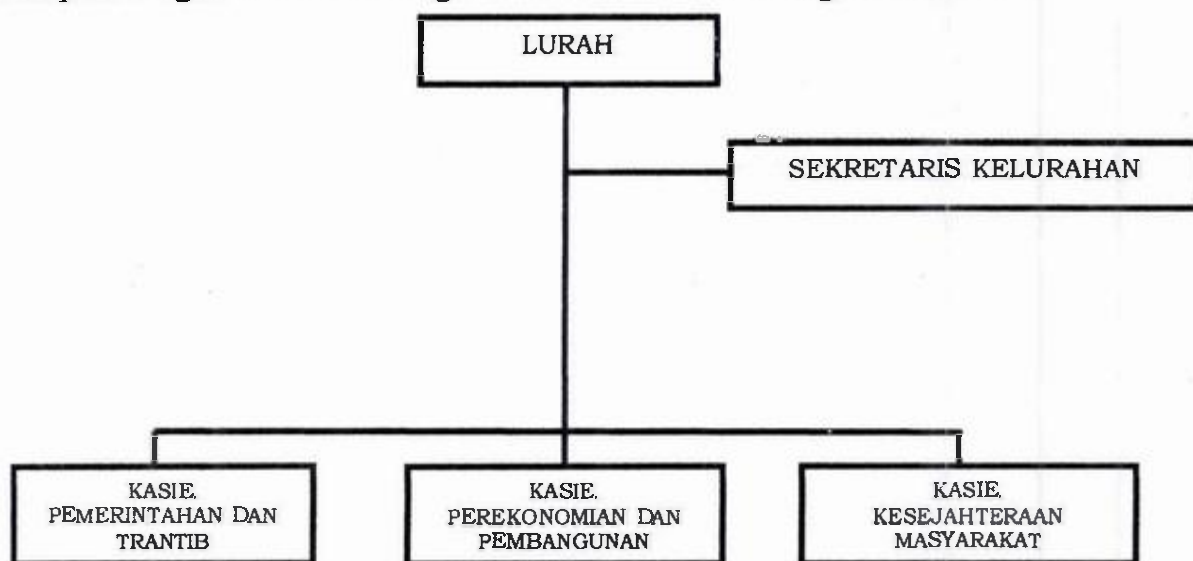 LURAH
SEKRETARIS KELURAHAN
KASIE.
PEMERINTAHAN DAN
TRANTIB
KASIE.
PEREKONOMIAN DAN
PEMBANGUNAN
KASIE.
KESEJAHTERAAN
MASYARAKAT